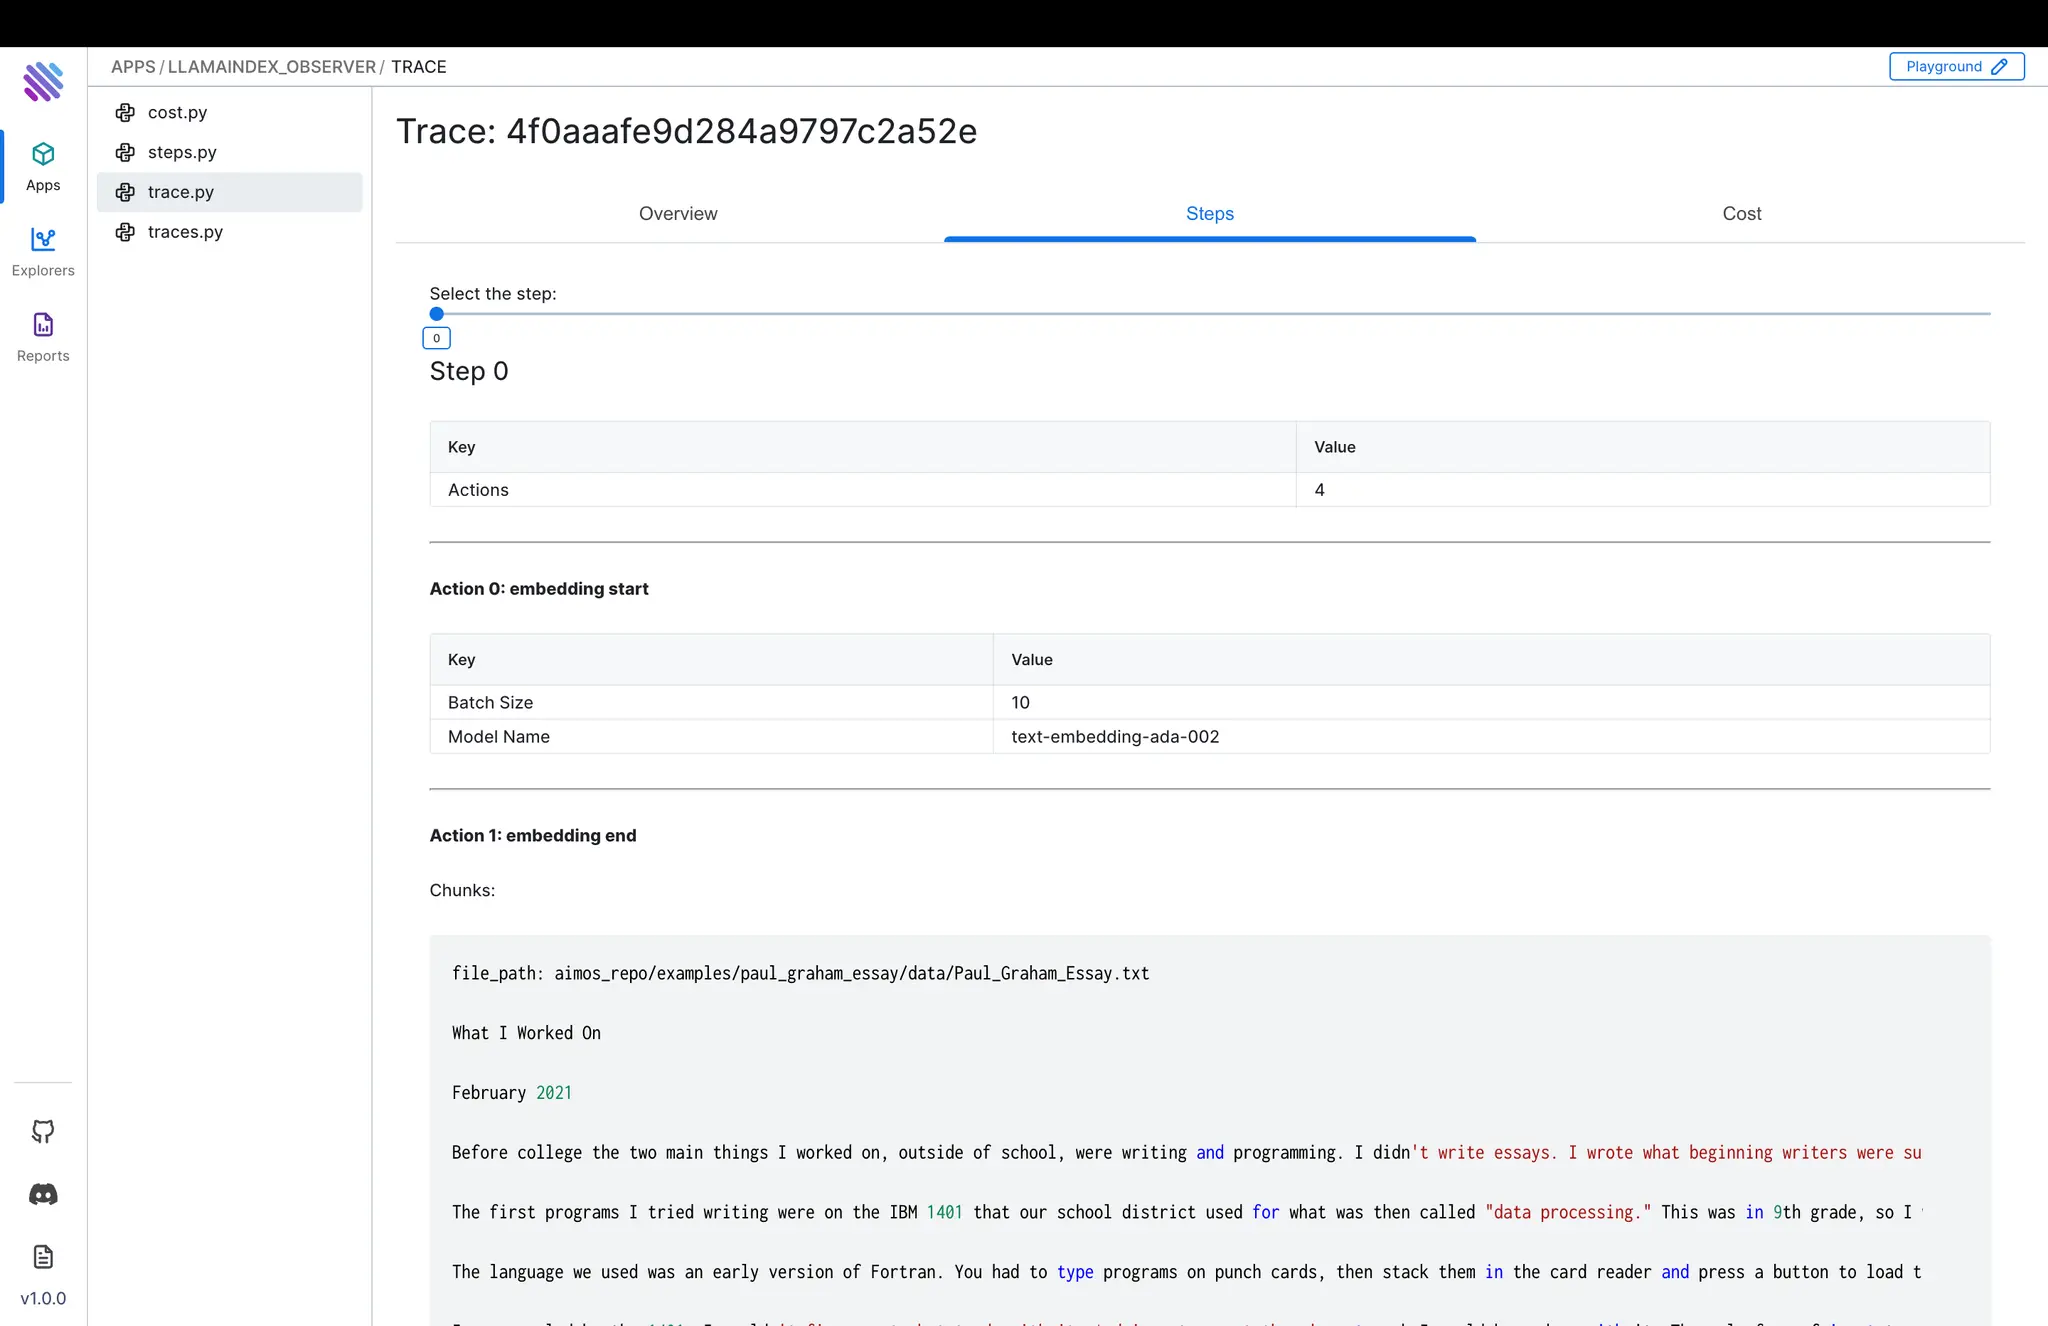 APPS / LLAMAINDEX_OBSERVER / TRACE
Playground
Apps
Explorers
Reports
v1.0.0
cost.py
steps.py
trace.py
traces.py
Trace: 4f0aaafe9d284a9797c2a52e
Overview Steps Cost
Select the step:
0
Step 0
Key Value
Actions 4
Action 0: embedding start
Key Value
Batch Size 10
Model Name text-embedding-ada-002
Action 1: embedding end
Chunks:
file_path: aimos_repo/examples/paul_graham_essay/data/Paul_Graham_Essay.txt
What I Worked On
February 2021
Before college the two main things I worked on, outside of school, were writing and programming. I didn't write essays. I wrote what beginning writers were su
The first programs I tried writing were on the IBM 1401 that our school district used for what was then called "data processing." This was in 9th grade, so I
The language we used was an early version of Fortran. You had to type programs on punch cards, then stack them in the card reader and press a button to load t